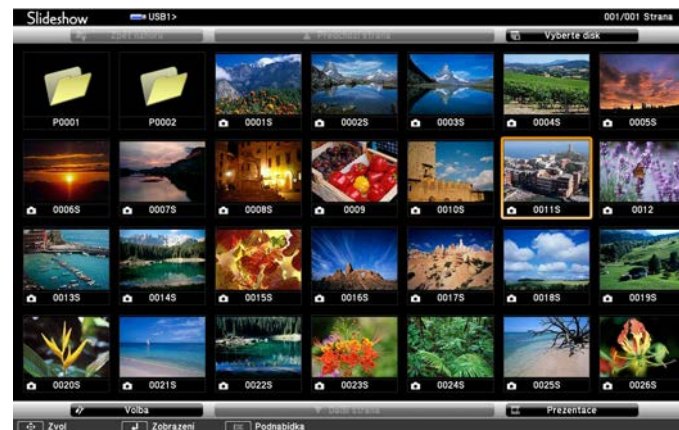 Slideshow USB1> 001/001 Strana
Zpět nahoru Předchozí strana Vyberte disk
P0001 P0002 0001S 0002S 0003S 0004S 0005S
0006S 0007S 0008S 0009 0010S 0011S 0012
0013S 0014S 0015S 0016S 0017S 0018S 0019S
0020S 0021S 0022S 0023S 0024S 0025S 0026S
Volba Další strana Prezentace
Zvol Zobrazení ESC Podnabídka